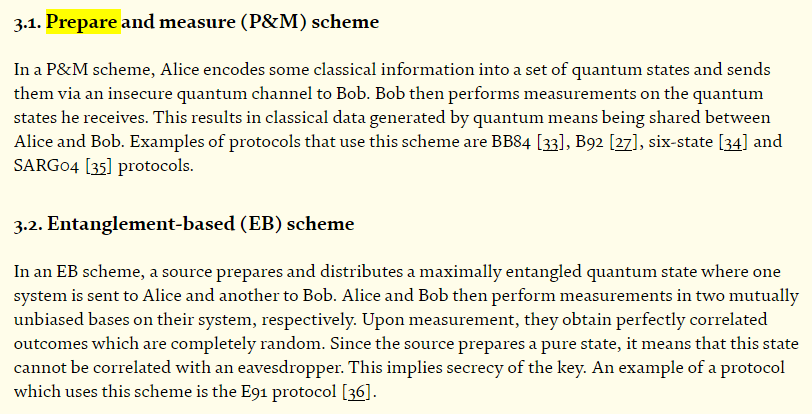 3.1. Prepare and measure (P&M) scheme
In a P&M scheme, Alice encodes some classical information into a set of quantum states and sends
them via an insecure quantum channel to Bob. Bob then performs measurements on the quantum
states he receives. This results in classical data generated by quantum means being shared between
Alice and Bob. Examples of protocols that use this scheme are BB84 [33], B92 [27], six-state [34] and
SARG04 [35] protocols.
3.2. Entanglement-based (EB) scheme
In an EB scheme, a source prepares and distributes a maximally entangled quantum state where one
system is sent to Alice and another to Bob. Alice and Bob then perform measurements in two mutually
unbiased bases on their system, respectively. Upon measurement, they obtain perfectly correlated
outcomes which are completely random. Since the source prepares a pure state, it means that this state
cannot be correlated with an eavesdropper. This implies secrecy of the key. An example of a protocol
which uses this scheme is the E91 protocol [36].